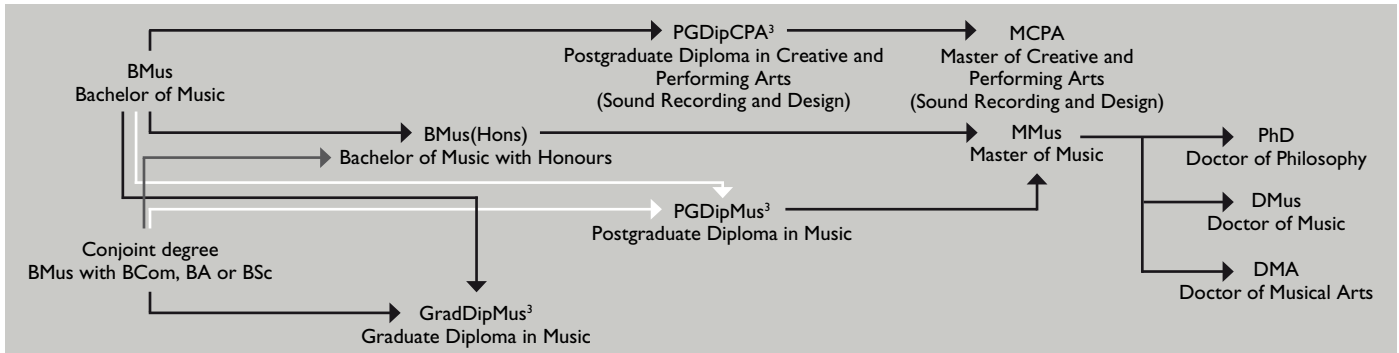 BMus
Bachelor of Music
PGDipCPA³
Postgraduate Diploma in Creative and
Performing Arts
(Sound Recording and Design)
MCPA
Master of Creative and
Performing Arts
(Sound Recording and Design)
BMus(Hons)
Bachelor of Music with Honours
MMus
Master of Music
PhD
Doctor of Philosophy
PGDipMus³
Postgraduate Diploma in Music
DMus
Doctor of Music
Conjoint degree
BMus with BCom, BA or BSc
DMA
Doctor of Musical Arts
GradDipMus³
Graduate Diploma in Music